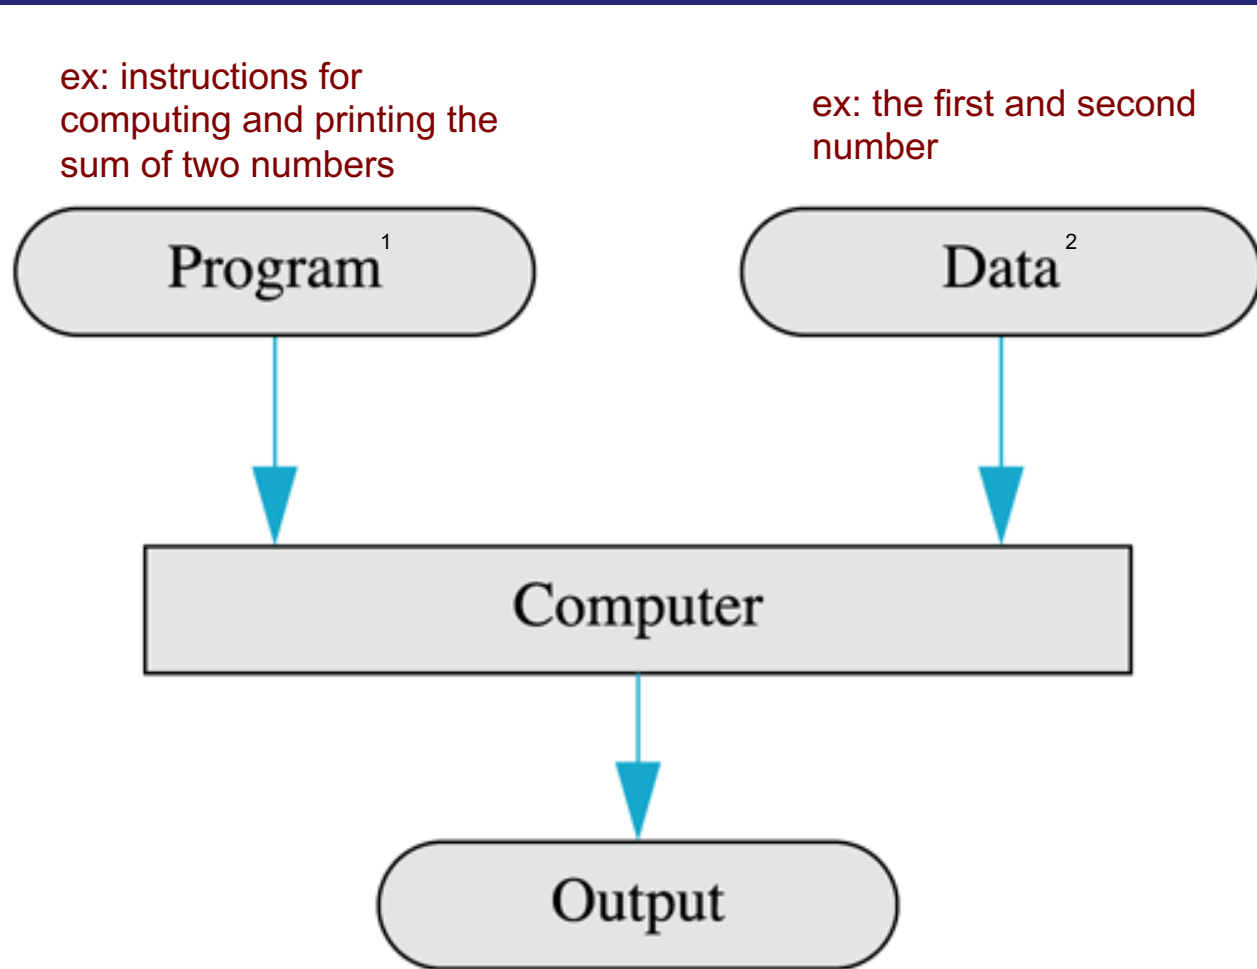 ex: instructions for
computing and printing the
sum of two numbers
ex: the first and second
number
Program 1
Data 2
Computer
Output